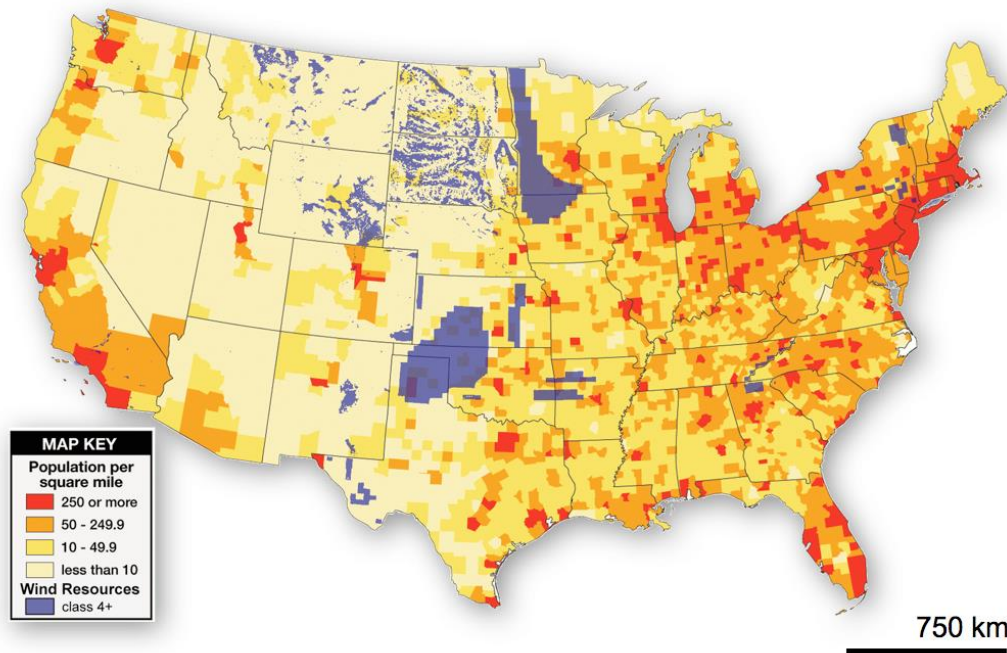 MAP KEY
Population per
square mile
250 or more
50 - 249.9
10 - 49.9
less than 10
Wind Resources
class 4+
750 km